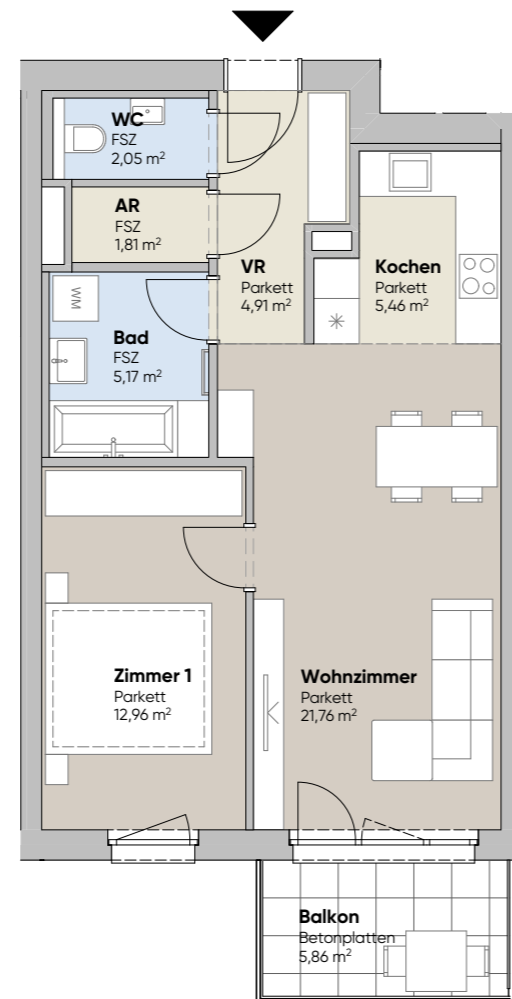 WC
FSZ
2,05 m²
AR
FSZ
1,81 m²
VR
Parkett
4,91 m²
Kochen
Parkett
5,46 m²
WM
Bad
FSZ
5,17 m²
Zimmer 1
Parkett
12,96 m²
Wohnzimmer
Parkett
21,76 m²
Balkon
Betonplatten
5,86 m²